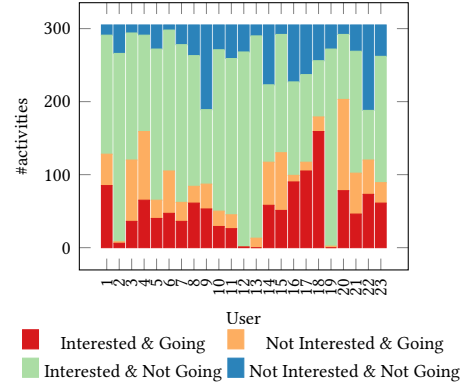 300
200
100
0
#activities
1 2 3 4 5 6 7 8 9 10 11 12 13 14 15 16 17 18 19 20 21 22 23
User
Interested & Going Not Interested & Going
Interested & Not Going Not Interested & Not Going